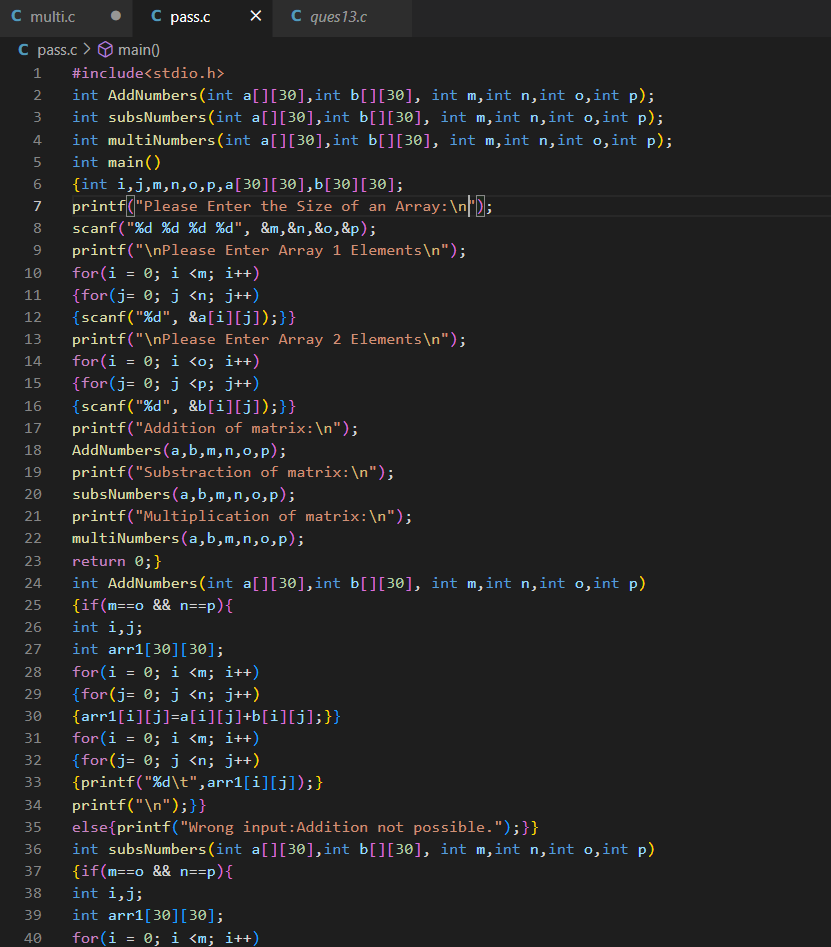 C multi.c ● C pass.c × C ques13.c
C pass.c > main()
1 #include<stdio.h>
2 int AddNumbers(int a[][30],int b[][30], int m,int n,int o,int p);
3 int subsNumbers(int a[][30],int b[][30], int m,int n,int o,int p);
4 int multiNumbers(int a[][30],int b[][30], int m,int n,int o,int p);
5 int main()
6 {int i,j,m,n,o,p,a[30][30],b[30][30];
7 printf("Please Enter the Size of an Array:\n");
8 scanf("%d %d %d %d", &m,&n,&o,&p);
9 printf("\nPlease Enter Array 1 Elements\n");
10 for(i = 0; i <m; i++)
11 {for(j= 0; j <n; j++)
12 {scanf("%d", &a[i][j]);}}
13 printf("\nPlease Enter Array 2 Elements\n");
14 for(i = 0; i <o; i++)
15 {for(j= 0; j <p; j++)
16 {scanf("%d", &b[i][j]);}}
17 printf("Addition of matrix:\n");
18 AddNumbers(a,b,m,n,o,p);
19 printf("Substraction of matrix:\n");
20 subsNumbers(a,b,m,n,o,p);
21 printf("Multiplication of matrix:\n");
22 multiNumbers(a,b,m,n,o,p);
23 return 0;}
24 int AddNumbers(int a[][30],int b[][30], int m,int n,int o,int p)
25 {if(m==o && n==p){
26 int i,j;
27 int arr1[30][30];
28 for(i = 0; i <m; i++)
29 {for(j= 0; j <n; j++)
30 {arr1[i][j]=a[i][j]+b[i][j];}}
31 for(i = 0; i <m; i++)
32 {for(j= 0; j <n; j++)
33 {printf("%d\t",arr1[i][j]);}
34 printf("\n");}}
35 else{printf("Wrong input:Addition not possible.");}}
36 int subsNumbers(int a[][30],int b[][30], int m,int n,int o,int p)
37 {if(m==o && n==p){
38 int i,j;
39 int arr1[30][30];
40 for(i = 0; i <m; i++)